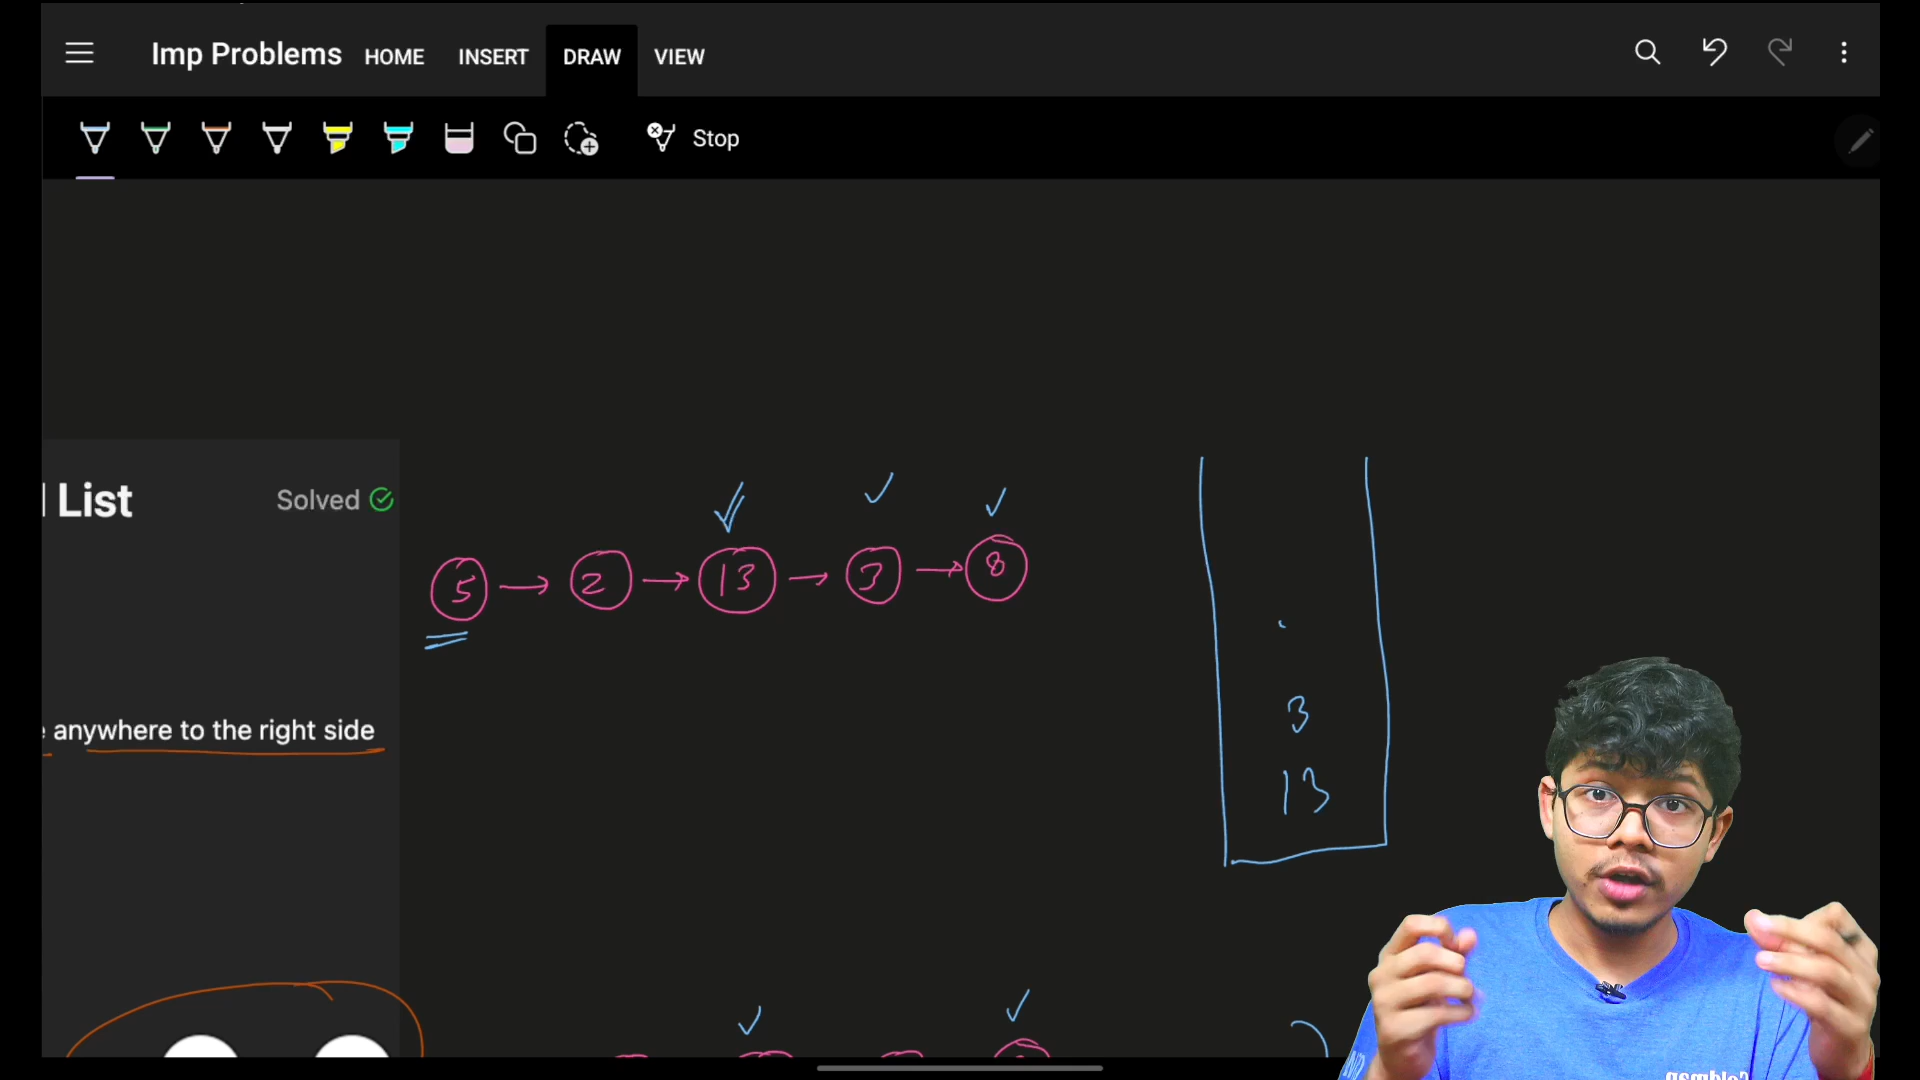 Imp Problems HOME INSERT DRAW VIEW
Stop
List
Solved
anywhere to the right side
5 → 2 → 13 → 3 → 8
3
13